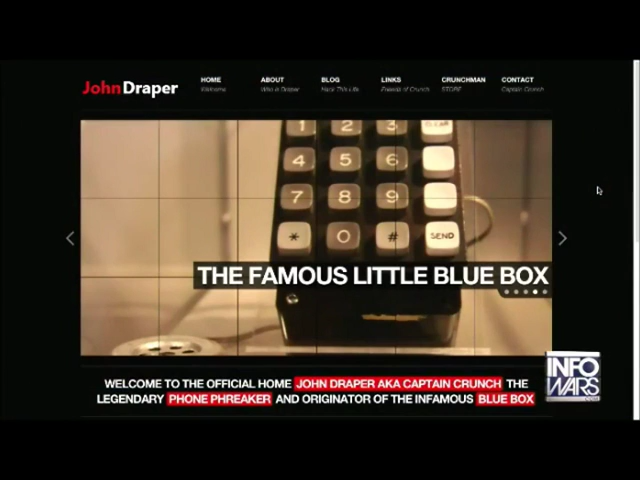 JohnDraper
HOME ABOUT BLOG LINKS CRUNCHMAN CONTACT
Welcome Who is Draper Hack This Life Friends of Crunch STORE Captain Crunch
1 2 3
4 5 6
7 8 9
* 0 # SEND
THE FAMOUS LITTLE BLUE BOX
WELCOME TO THE OFFICIAL HOME JOHN DRAPER AKA CAPTAIN CRUNCH THE
LEGENDARY PHONE PHREAKER AND ORIGINATOR OF THE INFAMOUS BLUE BOX
INFO
WARS
.COM